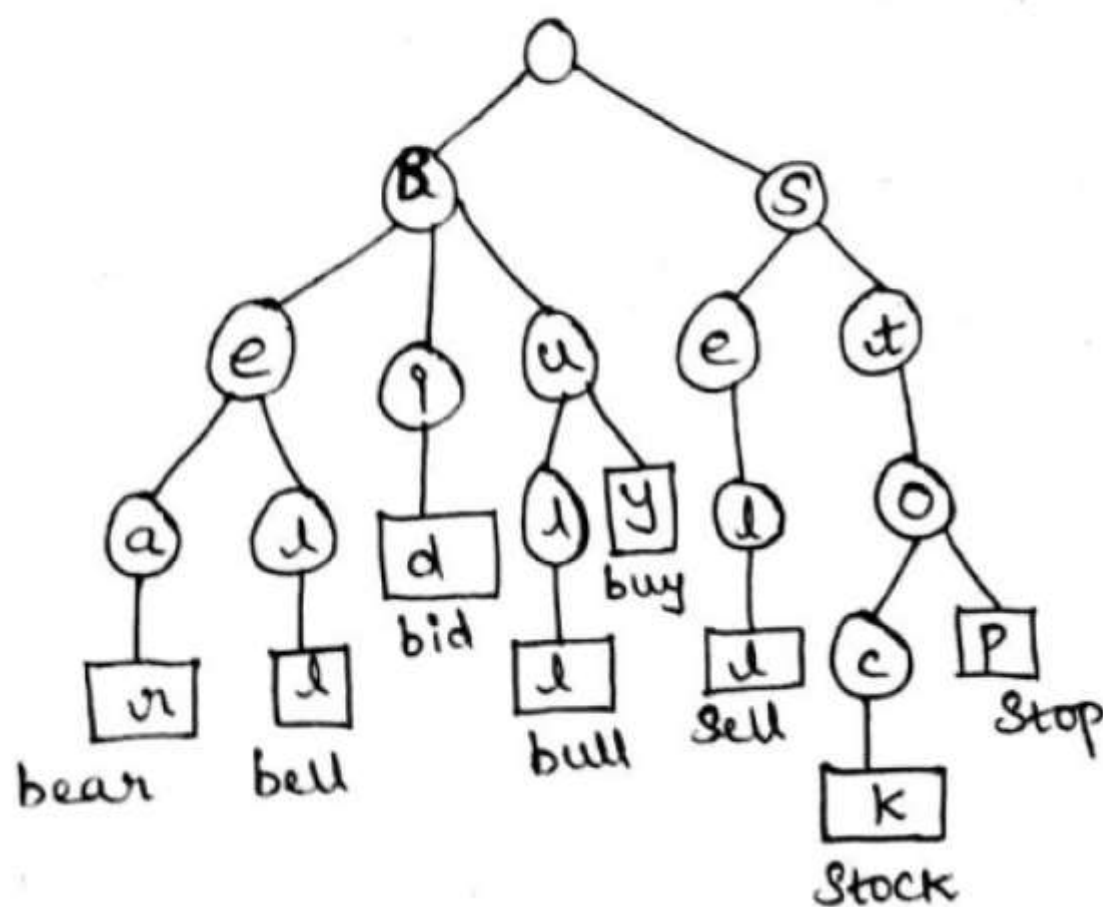 B S
e i u e t
a l d l y l o
bid buy
r l l l c p
bear bell bull Sell Stop
K
Stock